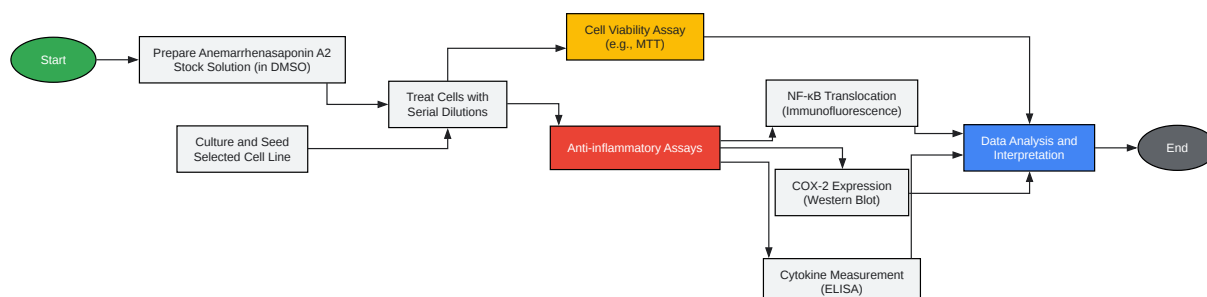 Start
Prepare Anemarrhenasaponin A2
Stock Solution (in DMSO)
Culture and Seed
Selected Cell Line
Treat Cells with
Serial Dilutions
Cell Viability Assay
(e.g., MTT)
Anti-inflammatory Assays
NF-κB Translocation
(Immunofluorescence)
COX-2 Expression
(Western Blot)
Cytokine Measurement
(ELISA)
Data Analysis and
Interpretation
End